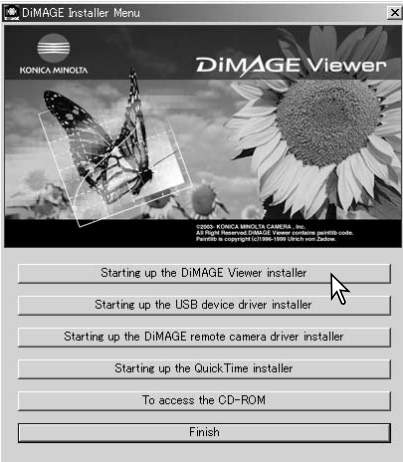 DiMAGE Installer Menu
KONICA MINOLTA
DiMAGE Viewer
©2003- KONICA MINOLTA CAMERA , Inc.
All Right Reserved.DiMAGE Viewer contains paintlib code.
Paintlib is copyright (c)1996-1999 Ulrich von Zadow.
Starting up the DiMAGE Viewer installer
Starting up the USB device driver installer
Starting up the DiMAGE remote camera driver installer
Starting up the QuickTime installer
To access the CD-ROM
Finish